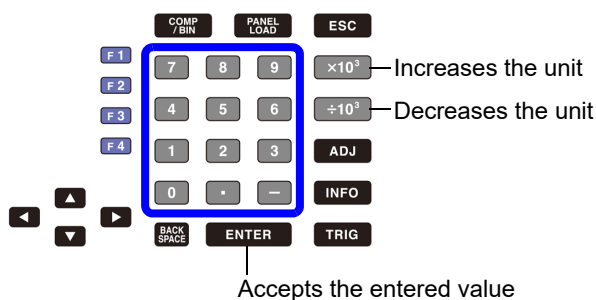 COMP
/ BIN
PANEL
LOAD
ESC
F 1
7 8 9 ×10³ Increases the unit
F 2
4 5 6 ÷10³ Decreases the unit
F 3
F 4
1 2 3 ADJ
0 . − INFO
BACK
SPACE
ENTER TRIG
Accepts the entered value